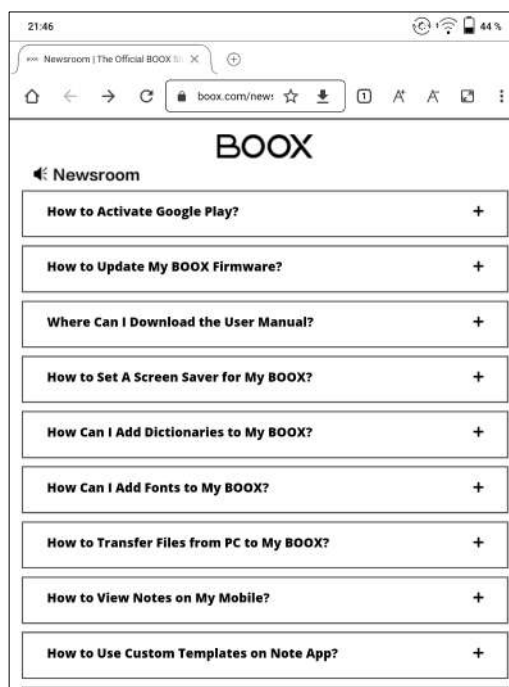 21:46
44 %
Newsroom | The Official BOOX
boox.com/news
BOOX
Newsroom
How to Activate Google Play?
How to Update My BOOX Firmware?
Where Can I Download the User Manual?
How to Set A Screen Saver for My BOOX?
How Can I Add Dictionaries to My BOOX?
How Can I Add Fonts to My BOOX?
How to Transfer Files from PC to My BOOX?
How to View Notes on My Mobile?
How to Use Custom Templates on Note App?